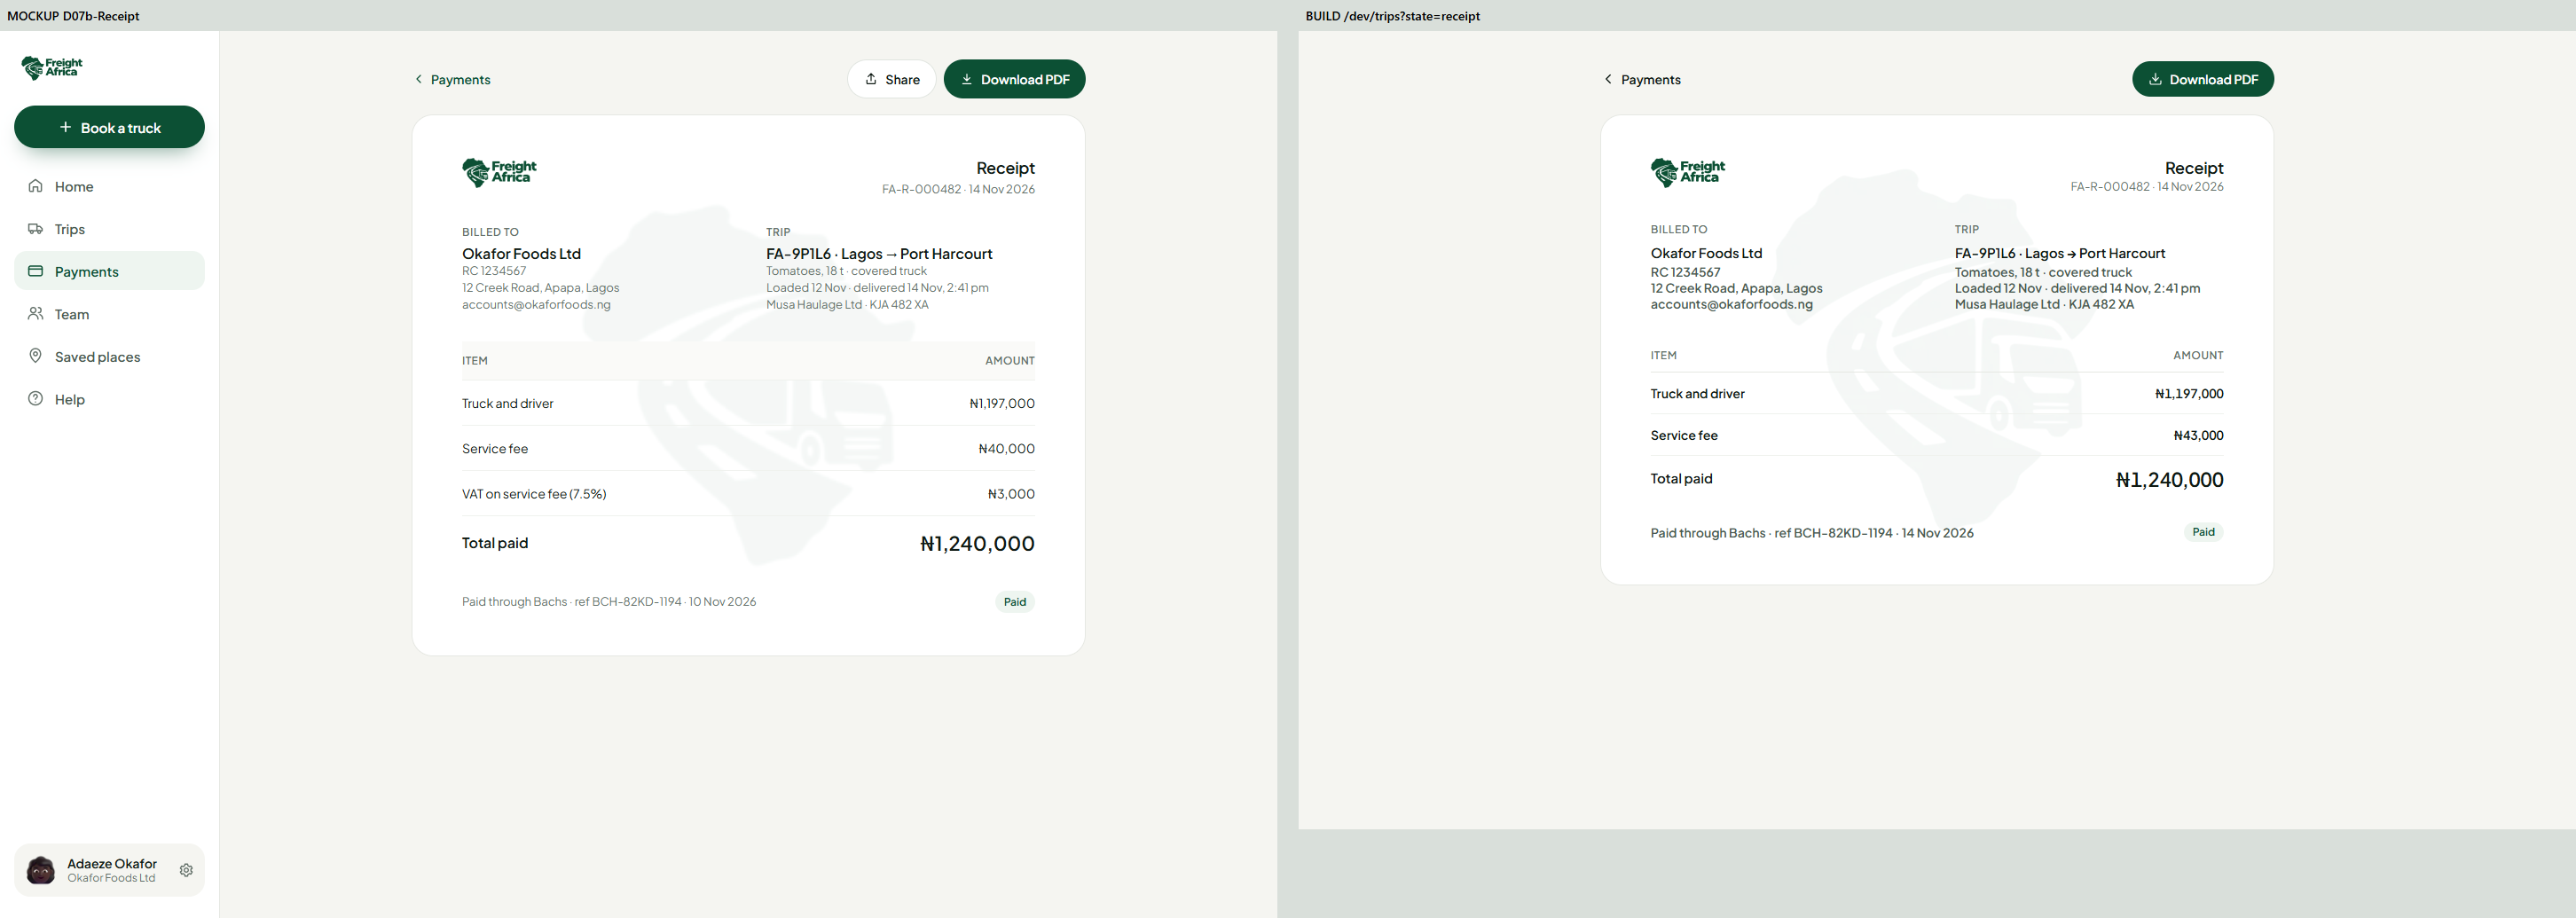 MOCKUP D07b-Receipt
Freight
Africa
Book a truck
Home
Trips
Payments
Team
Saved places
Help
Adaeze Okafor
Okafor Foods Ltd
Payments
Share
Download PDF
Freight
Africa
Receipt
FA-R-000482 · 14 Nov 2026
BILLED TO
Okafor Foods Ltd
RC 1234567
12 Creek Road, Apapa, Lagos
accounts@okaforfoods.ng
TRIP
FA-9P1L6 · Lagos → Port Harcourt
Tomatoes, 18 t · covered truck
Loaded 12 Nov · delivered 14 Nov, 2:41 pm
Musa Haulage Ltd · KJA 482 XA
ITEM AMOUNT
Truck and driver ₦1,197,000
Service fee ₦40,000
VAT on service fee (7.5%) ₦3,000
Total paid ₦1,240,000
Paid through Bachs · ref BCH-82KD-1194 · 10 Nov 2026 Paid
BUILD /dev/trips?state=receipt
Payments
Download PDF
Freight
Africa
Receipt
FA-R-000482 · 14 Nov 2026
BILLED TO
Okafor Foods Ltd
RC 1234567
12 Creek Road, Apapa, Lagos
accounts@okaforfoods.ng
TRIP
FA-9P1L6 · Lagos → Port Harcourt
Tomatoes, 18 t · covered truck
Loaded 12 Nov · delivered 14 Nov, 2:41 pm
Musa Haulage Ltd · KJA 482 XA
ITEM AMOUNT
Truck and driver ₦1,197,000
Service fee ₦43,000
Total paid ₦1,240,000
Paid through Bachs · ref BCH-82KD-1194 · 14 Nov 2026 Paid